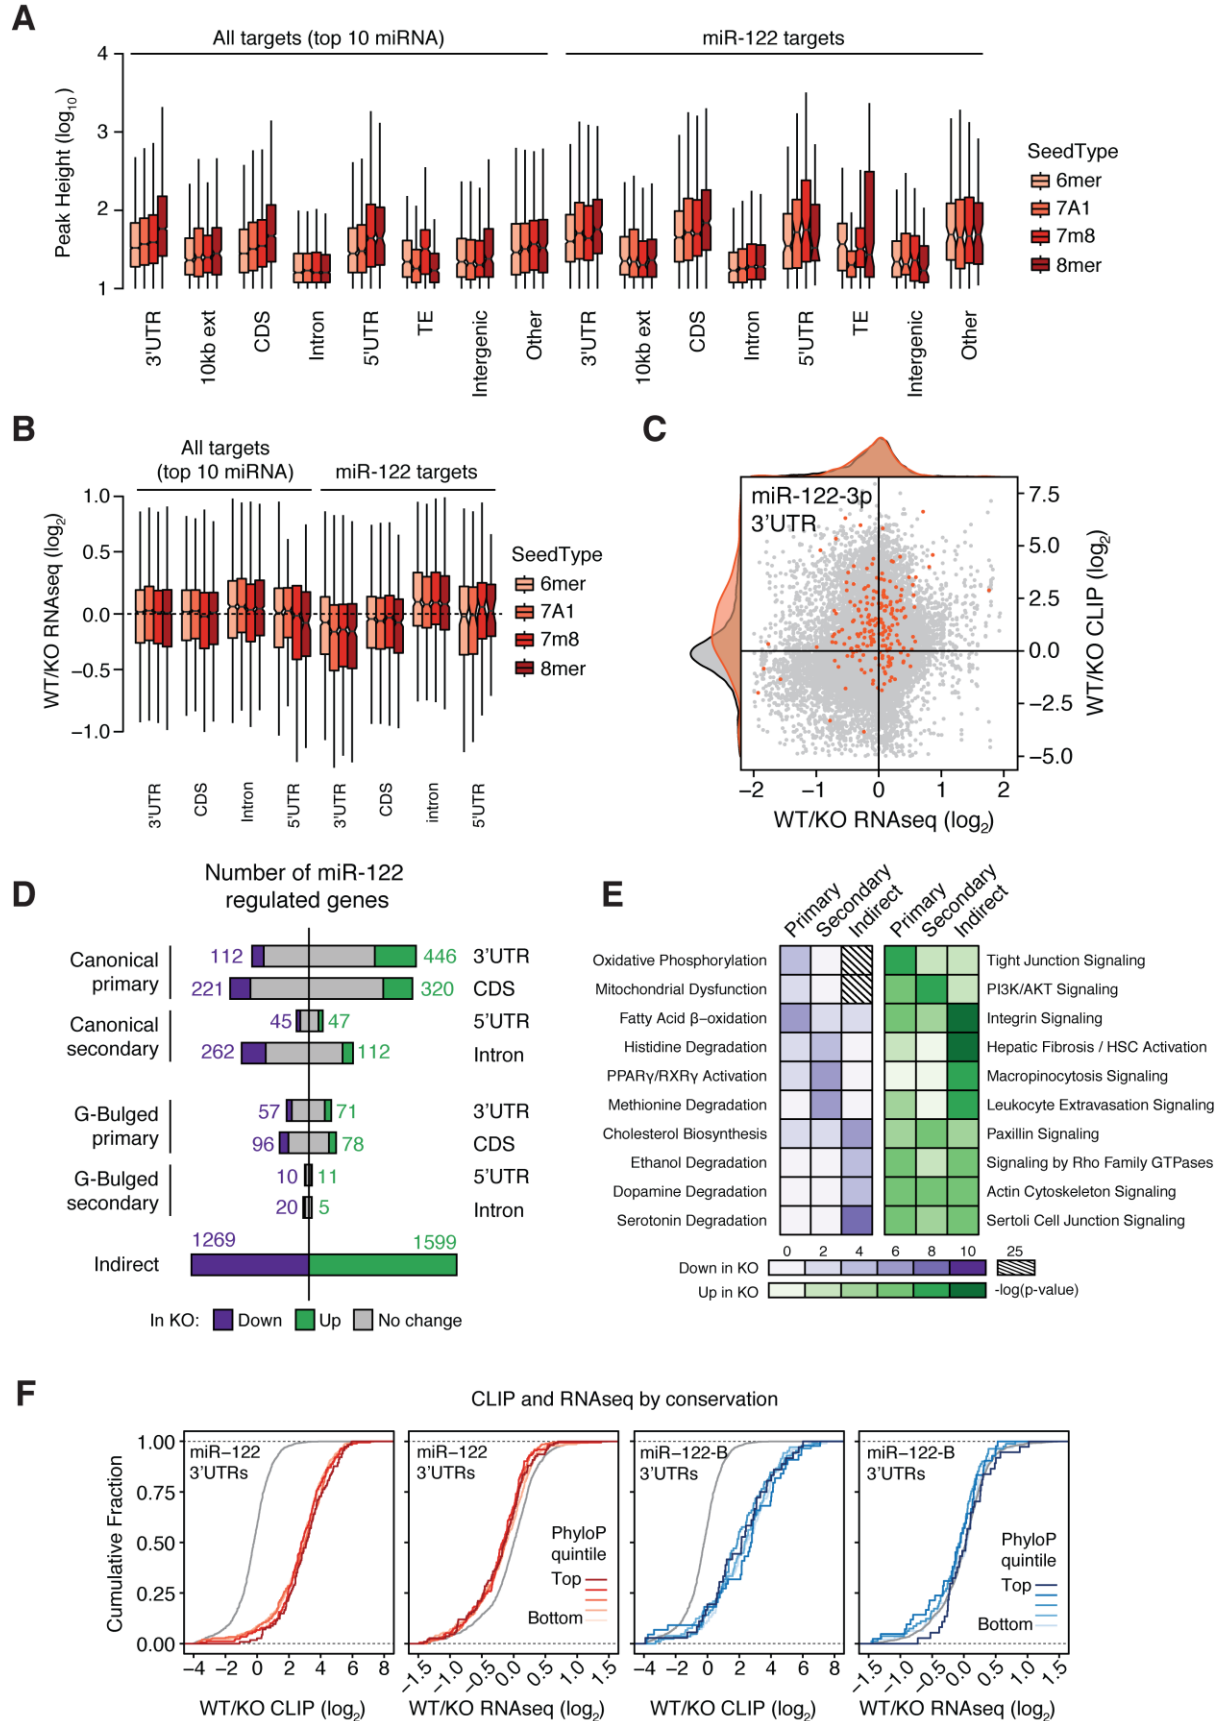 A
All targets (top 10 miRNA)
miR-122 targets
Peak Height (log10)
4
3
2
1
3'UTR
10kb ext
CDS
Intron
5'UTR
TE
Intergenic
Other
3'UTR
10kb ext
CDS
Intron
5'UTR
TE
Intergenic
Other
SeedType
6mer
7A1
7m8
8mer
B
All targets
(top 10 miRNA)
miR-122 targets
WT/KO RNAseq (log2)
1.0
0.5
0.0
−0.5
−1.0
3'UTR
CDS
Intron
5'UTR
3'UTR
CDS
intron
5'UTR
SeedType
6mer
7A1
7m8
8mer
C
miR-122-3p
3'UTR
7.5
5.0
2.5
0.0
−2.5
−5.0
WT/KO CLIP (log2)
−2
−1
0
1
2
WT/KO RNAseq (log2)
D
Number of miR-122
regulated genes
Canonical
primary
112
446
3'UTR
221
320
CDS
Canonical
secondary
45
47
5'UTR
262
112
Intron
G-Bulged
primary
57
71
3'UTR
96
78
CDS
G-Bulged
secondary
10
11
5'UTR
20
5
Intron
1269
1599
Indirect
In KO:
Down
Up
No change
E
Primary
Secondary
Indirect
Primary
Secondary
Indirect
Oxidative Phosphorylation
Mitochondrial Dysfunction
Fatty Acid β−oxidation
Histidine Degradation
PPARγ/RXRγ Activation
Methionine Degradation
Cholesterol Biosynthesis
Ethanol Degradation
Dopamine Degradation
Serotonin Degradation
Tight Junction Signaling
PI3K/AKT Signaling
Integrin Signaling
Hepatic Fibrosis / HSC Activation
Macropinocytosis Signaling
Leukocyte Extravasation Signaling
Paxillin Signaling
Signaling by Rho Family GTPases
Actin Cytoskeleton Signaling
Sertoli Cell Junction Signaling
0 2 4 6 8 10 25
Down in KO
Up in KO
-log(p-value)
F
CLIP and RNAseq by conservation
Cumulative Fraction
1.00
0.75
0.50
0.25
0.00
miR−122
3'UTRs
−4 −2 0 2 4 6 8
WT/KO CLIP (log2)
miR−122
3'UTRs
PhyloP
quintile
Top
Bottom
−1.5 −1.0 −0.5 0.0 0.5 1.0 1.5
WT/KO RNAseq (log2)
miR−122-B
3'UTRs
−4 −2 0 2 4 6 8
WT/KO CLIP (log2)
miR−122-B
3'UTRs
PhyloP
quintile
Top
Bottom
−1.5 −1.0 −0.5 0.0 0.5 1.0 1.5
WT/KO RNAseq (log2)